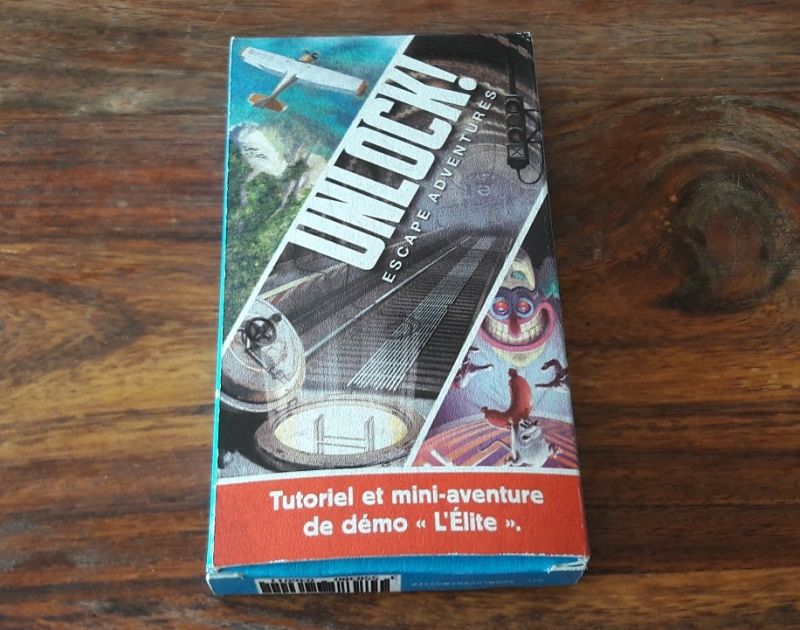 UNLOCK!
ESCAPE ADVENTURES
Tutoriel et mini-aventure
de démo « L'Élite ».